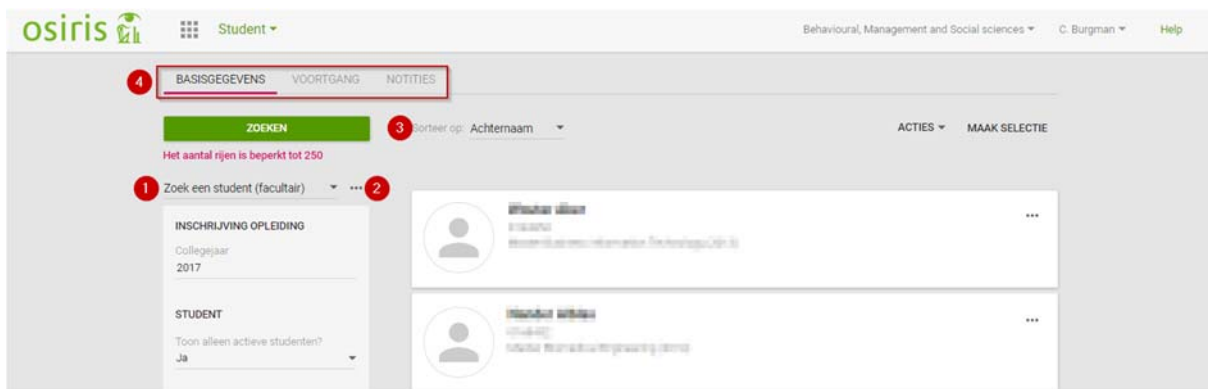 osiris Student Behavioural, Management and Social sciences C. Burgman Help
4 BASISGEGEVENS VOORTGANG NOTITIES
ZOEKEN 3 Sorteer op: Achternaam ACTIES MAAK SELECTIE
Het aantal rijen is beperkt tot 250
1 Zoek een student (facultair) ... 2
INSCHRIJVING OPLEIDING
Collegejaar
2017
STUDENT
Toon alleen actieve studenten?
Ja